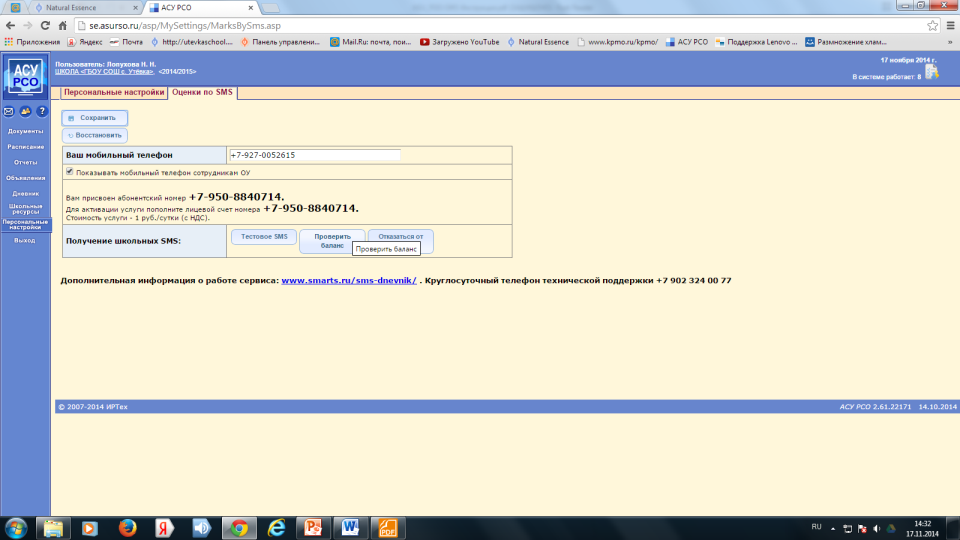 Natural Essence
АСУ РСО
se.asurso.ru/asp/MySettings/MarksBySms.asp
Приложения Яндекс Почта http://utevkaschool.... Панель управлени... Mail.Ru: почта, пои... Загружено YouTube Natural Essence www.kpmo.ru/kpmo/ АСУ РСО Поддержка Lenovo ... Размножение хлам...
АСУ РСО
Пользователь: Лопухова Н. Н.
ШКОЛА <ГБОУ СОШ с. Утёвка>, <2014/2015>
17 ноября 2014 г.
В системе работает: 8
Персональные настройки
Оценки по SMS
Документы
Расписание
Отчеты
Объявления
Дневник
Школьные ресурсы
Персональные настройки
Выход
Сохранить
Восстановить
Ваш мобильный телефон
+7-927-0052615
Показывать мобильный телефон сотрудникам ОУ
Вам присвоен абонентский номер +7-950-8840714.
Для активации услуги пополните лицевой счет номера +7-950-8840714.
Стоимость услуги - 1 руб./сутки (с НДС).
Получение школьных SMS:
Тестовое SMS
Проверить баланс
Отказаться от
Проверить баланс
Дополнительная информация о работе сервиса: www.smarts.ru/sms-dnevnik/ . Круглосуточный телефон технической поддержки +7 902 324 00 77
© 2007-2014 ИРТех
АСУ РСО 2.61.22171 14.10.2014
RU
14:32
17.11.2014